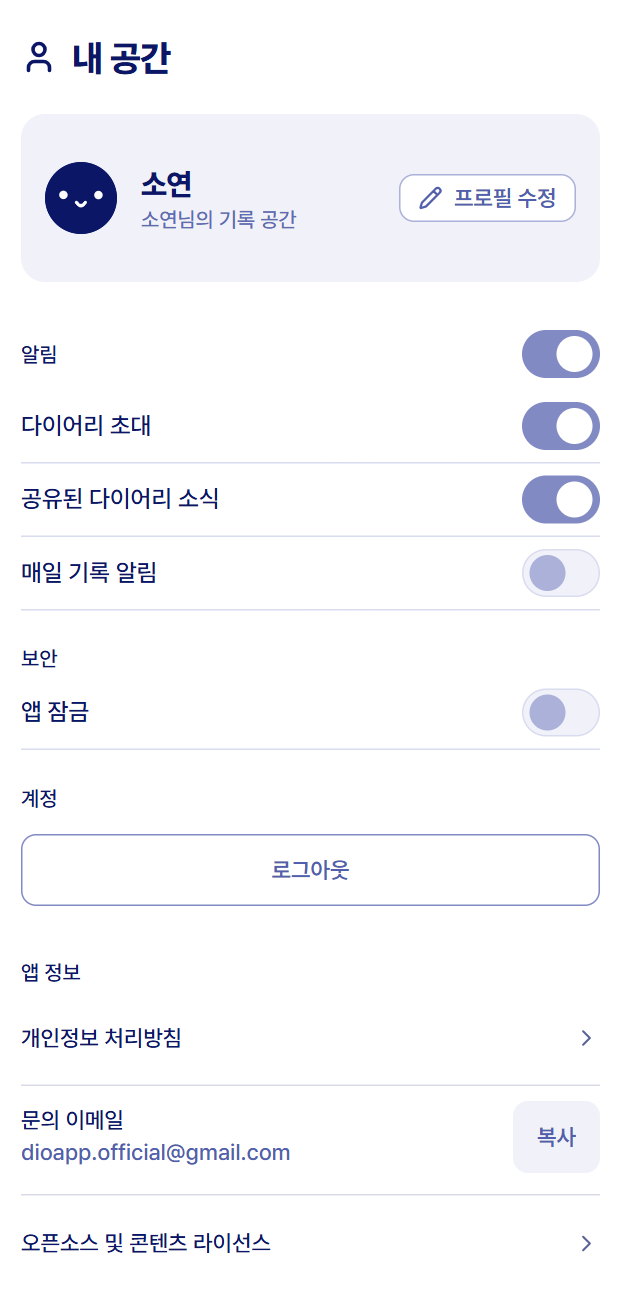 내 공간
소연
소연님의 기록 공간
프로필 수정
알림
다이어리 초대
공유된 다이어리 소식
매일 기록 알림
보안
앱 잠금
계정
로그아웃
앱 정보
개인정보 처리방침
문의 이메일
dioapp.official@gmail.com
복사
오픈소스 및 콘텐츠 라이선스